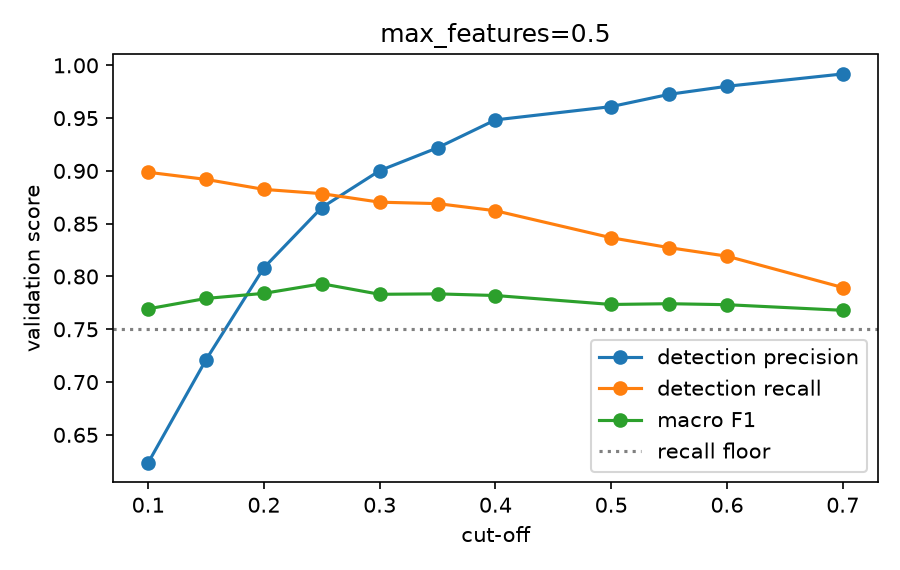 max_features=0.5
1.00
0.95
0.90
0.85
0.80
0.75
0.70
0.65
validation score
0.1
0.2
0.3
0.4
0.5
0.6
0.7
cut-off
detection precision
detection recall
macro F1
recall floor